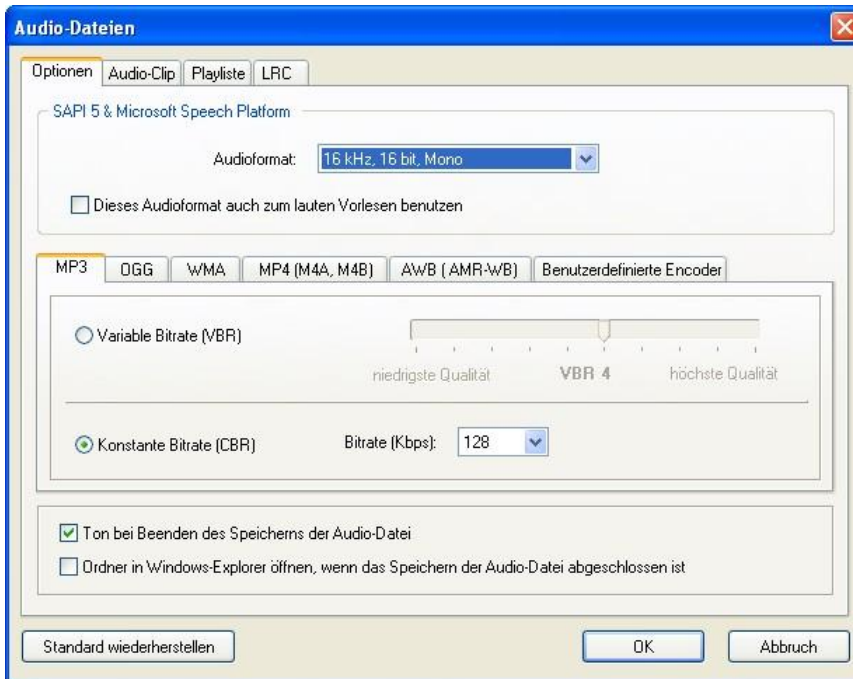 Audio-Dateien
Optionen Audio-Clip Playliste LRC
SAPI 5 & Microsoft Speech Platform
Audioformat: 16 kHz, 16 bit, Mono
Dieses Audioformat auch zum lauten Vorlesen benutzen
MP3 OGG WMA MP4 (M4A, M4B) AWB ( AMR-WB) Benutzerdefinierte Encoder
Variable Bitrate (VBR)
niedrigste Qualität VBR 4 höchste Qualität
Konstante Bitrate (CBR) Bitrate (Kbps): 128
Ton bei Beenden des Speicherns der Audio-Datei
Ordner in Windows-Explorer öffnen, wenn das Speichern der Audio-Datei abgeschlossen ist
Standard wiederherstellen OK Abbruch